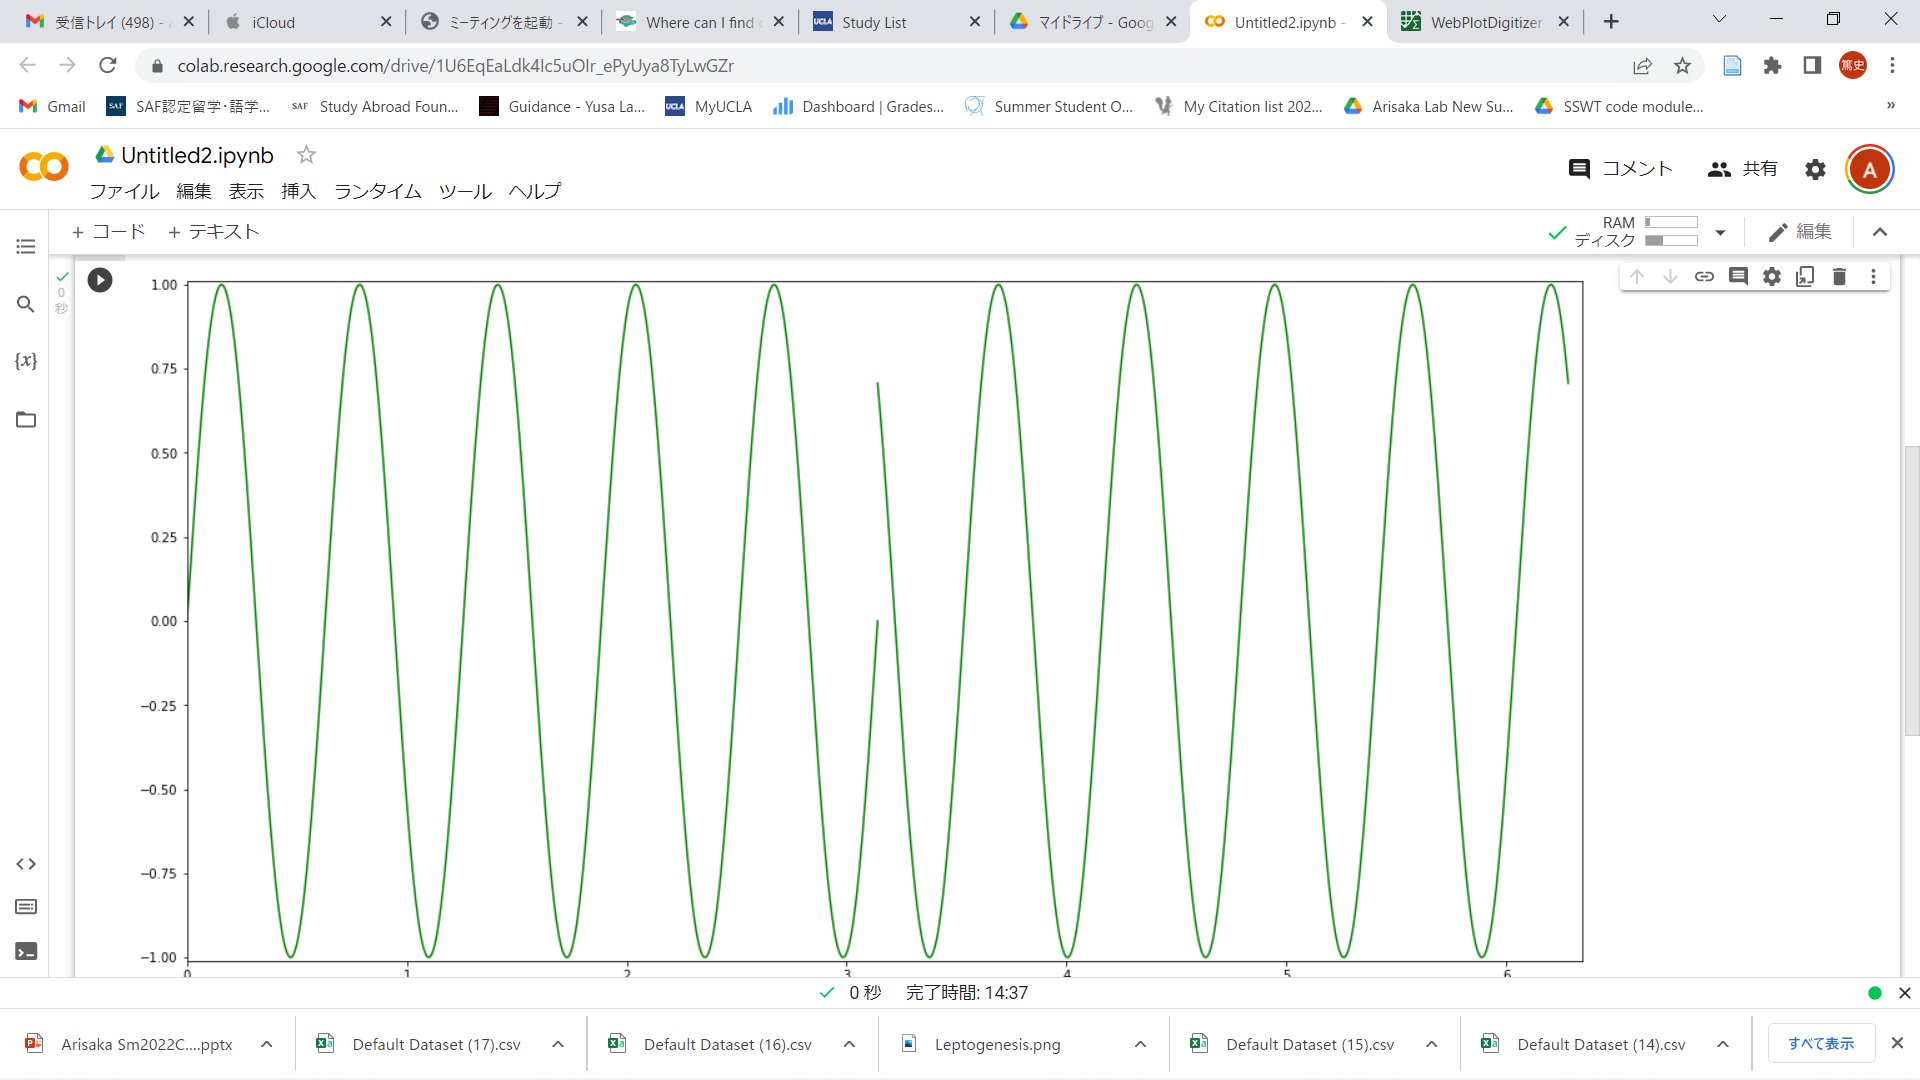 受信トレイ (498) - a
iCloud
ミーティングを起動 -
Where can I find
Study List
マイドライブ - Goog
Untitled2.ipynb -
WebPlotDigitizer
colab.research.google.com/drive/1U6EqEaLdk4Ic5uOIr_ePyUya8TyLwGZr
篤史
Gmail
SAF SAF認定留学・語学...
SAF Study Abroad Foun...
Guidance - Yusa La...
UCLA MyUCLA
Dashboard | Grades...
Summer Student O...
My Citation list 202...
Arisaka Lab New Su...
SSWT code module...
»
Untitled2.ipynb
コメント
共有
A
ファイル 編集 表示 挿入 ランタイム ツール ヘルプ
+ コード + テキスト
RAM
ディスク
編集
0
秒
{x}
1.00
0.75
0.50
0.25
0.00
−0.25
−0.50
−0.75
−1.00
0 1 2 3 4 5 6
0 秒 完了時間: 14:37
Arisaka Sm2022C....pptx
Default Dataset (17).csv
Default Dataset (16).csv
Leptogenesis.png
Default Dataset (15).csv
Default Dataset (14).csv
すべて表示